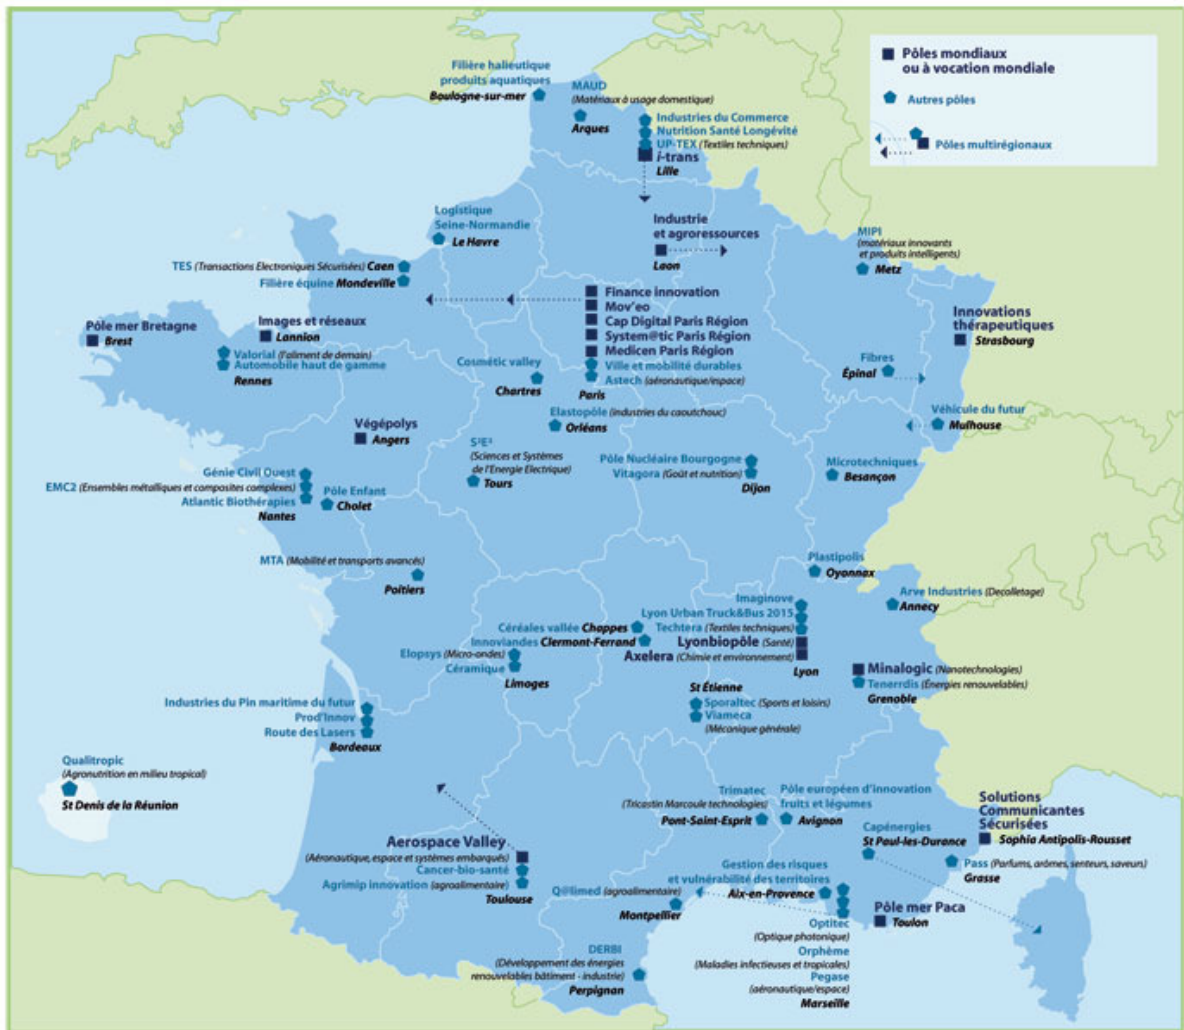 Pôles mondiaux
ou à vocation mondiale
Autres pôles
Pôles multirégionaux
Filière halieutique
produits aquatiques
Boulogne-sur-mer
MAUD
(Matériaux à usage domestique)
Arques
Industries du Commerce
Nutrition Santé Longévité
UP-TEX (Textiles techniques)
i-trans
Lille
Logistique
Seine-Normandie
Le Havre
Industrie
et agroressources
Laon
MIPI
(matériaux innovants
et produits intelligents)
Metz
TES (Transactions Electroniques Sécurisées) Caen
Filière équine Mondeville
Finance innovation
Mov'eo
Cap Digital Paris Région
System@tic Paris Région
Medicen Paris Région
Ville et mobilité durables
Astech (aéronautique/espace)
Paris
Innovations
thérapeutiques
Strasbourg
Pôle mer Bretagne
Brest
Images et réseaux
Lannion
Valorial (l'aliment de demain)
Automobile haut de gamme
Rennes
Cosmétic valley
Chartres
Fibres
Épinal
Elastopôle (industries du caoutchouc)
Orléans
Véhicule du futur
Mulhouse
Végépolys
Angers
S²E²
(Sciences et Systèmes
de l'Energie Electrique)
Tours
Pôle Nucléaire Bourgogne
Vitagora (Goût et nutrition)
Dijon
Microtechniques
Besançon
Génie Civil Ouest
EMC2 (Ensembles métalliques et composites complexes)
Atlantic Biothérapies
Nantes
Pôle Enfant
Cholet
MTA (Mobilité et transports avancés)
Poitiers
Plastipolis
Oyonnax
Arve Industries (Decolletage)
Annecy
Imaginove
Lyon Urban Truck&Bus 2015
Techtera (Textiles techniques)
Lyonbiopôle (Santé)
Axelera (Chimie et environnement)
Lyon
Céréales vallée Chappes
Innoviandes Clermont-Ferrand
Elopsys (Micro-ondes)
Céramique
Limoges
Minalogic (Nanotechnologies)
Tenerrdis (Énergies renouvelables)
Grenoble
St Étienne
Sporaltec (Sports et loisirs)
Viameca
(Mécanique générale)
Industries du Pin maritime du futur
Prod'Innov
Route des Lasers
Bordeaux
Qualitropic
(Agronutrition en milieu tropical)
St Denis de la Réunion
Trimatec
(Tricastin Marcoule technologies)
Pont-Saint-Esprit
Pôle européen d'innovation
fruits et légumes
Avignon
Solutions
Communicantes
Sécurisées
Sophia Antipolis-Rousset
Capénergies
St Paul-les-Durance
Pass (Parfums, arômes, senteurs, saveurs)
Grasse
Aerospace Valley
(Aéronautique, espace et systèmes embarqués)
Cancer-bio-santé
Agrimip innovation (agroalimentaire)
Toulouse
Gestion des risques
et vulnérabilité des territoires
Aix-en-Provence
Q@limed (agroalimentaire)
Montpellier
Pôle mer Paca
Toulon
Optitec
(Optique photonique)
Orphème
(Maladies infectieuses et tropicales)
Pegase
(aéronautique/espace)
Marseille
DERBI
(Développement des énergies
renouvelables bâtiment - industrie)
Perpignan